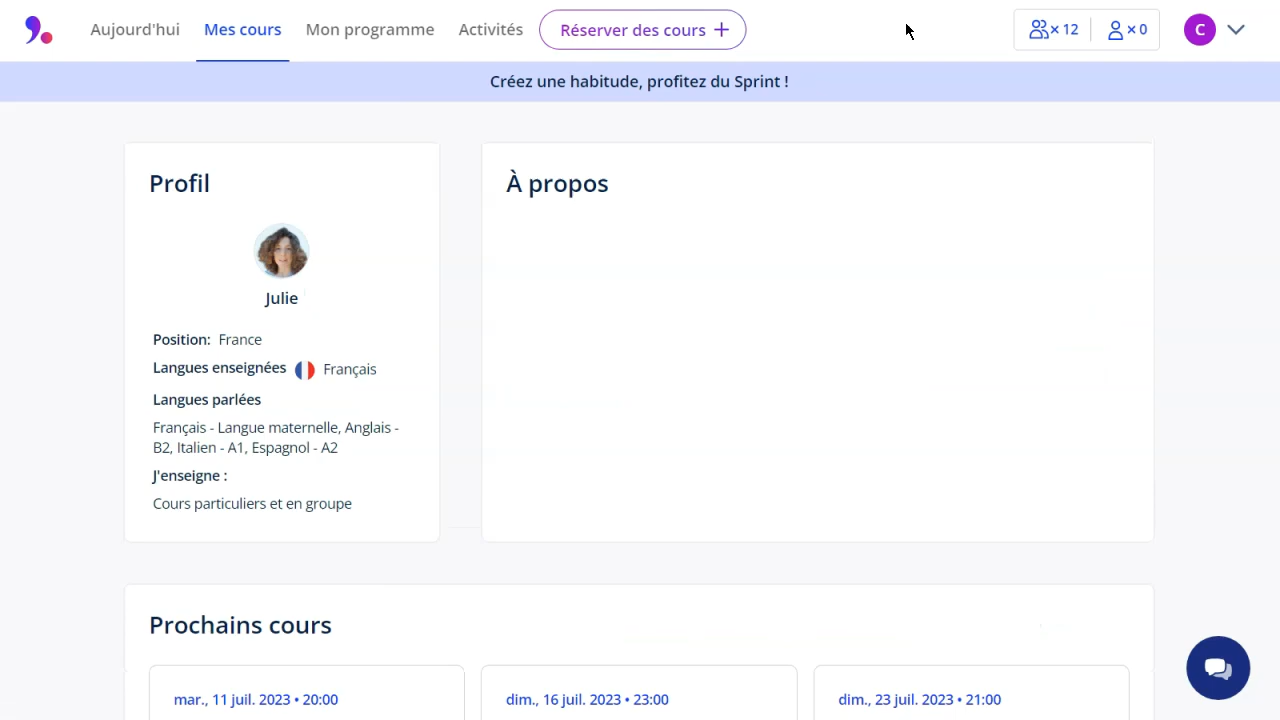 Aujourd'hui Mes cours Mon programme Activités Réserver des cours + × 12 × 0 C
Créez une habitude, profitez du Sprint !
Profil
Julie
Position: France
Langues enseignées Français
Langues parlées
Français - Langue maternelle, Anglais -
B2, Italien - A1, Espagnol - A2
J'enseigne :
Cours particuliers et en groupe
À propos
Prochains cours
mar., 11 juil. 2023 • 20:00
dim., 16 juil. 2023 • 23:00
dim., 23 juil. 2023 • 21:00